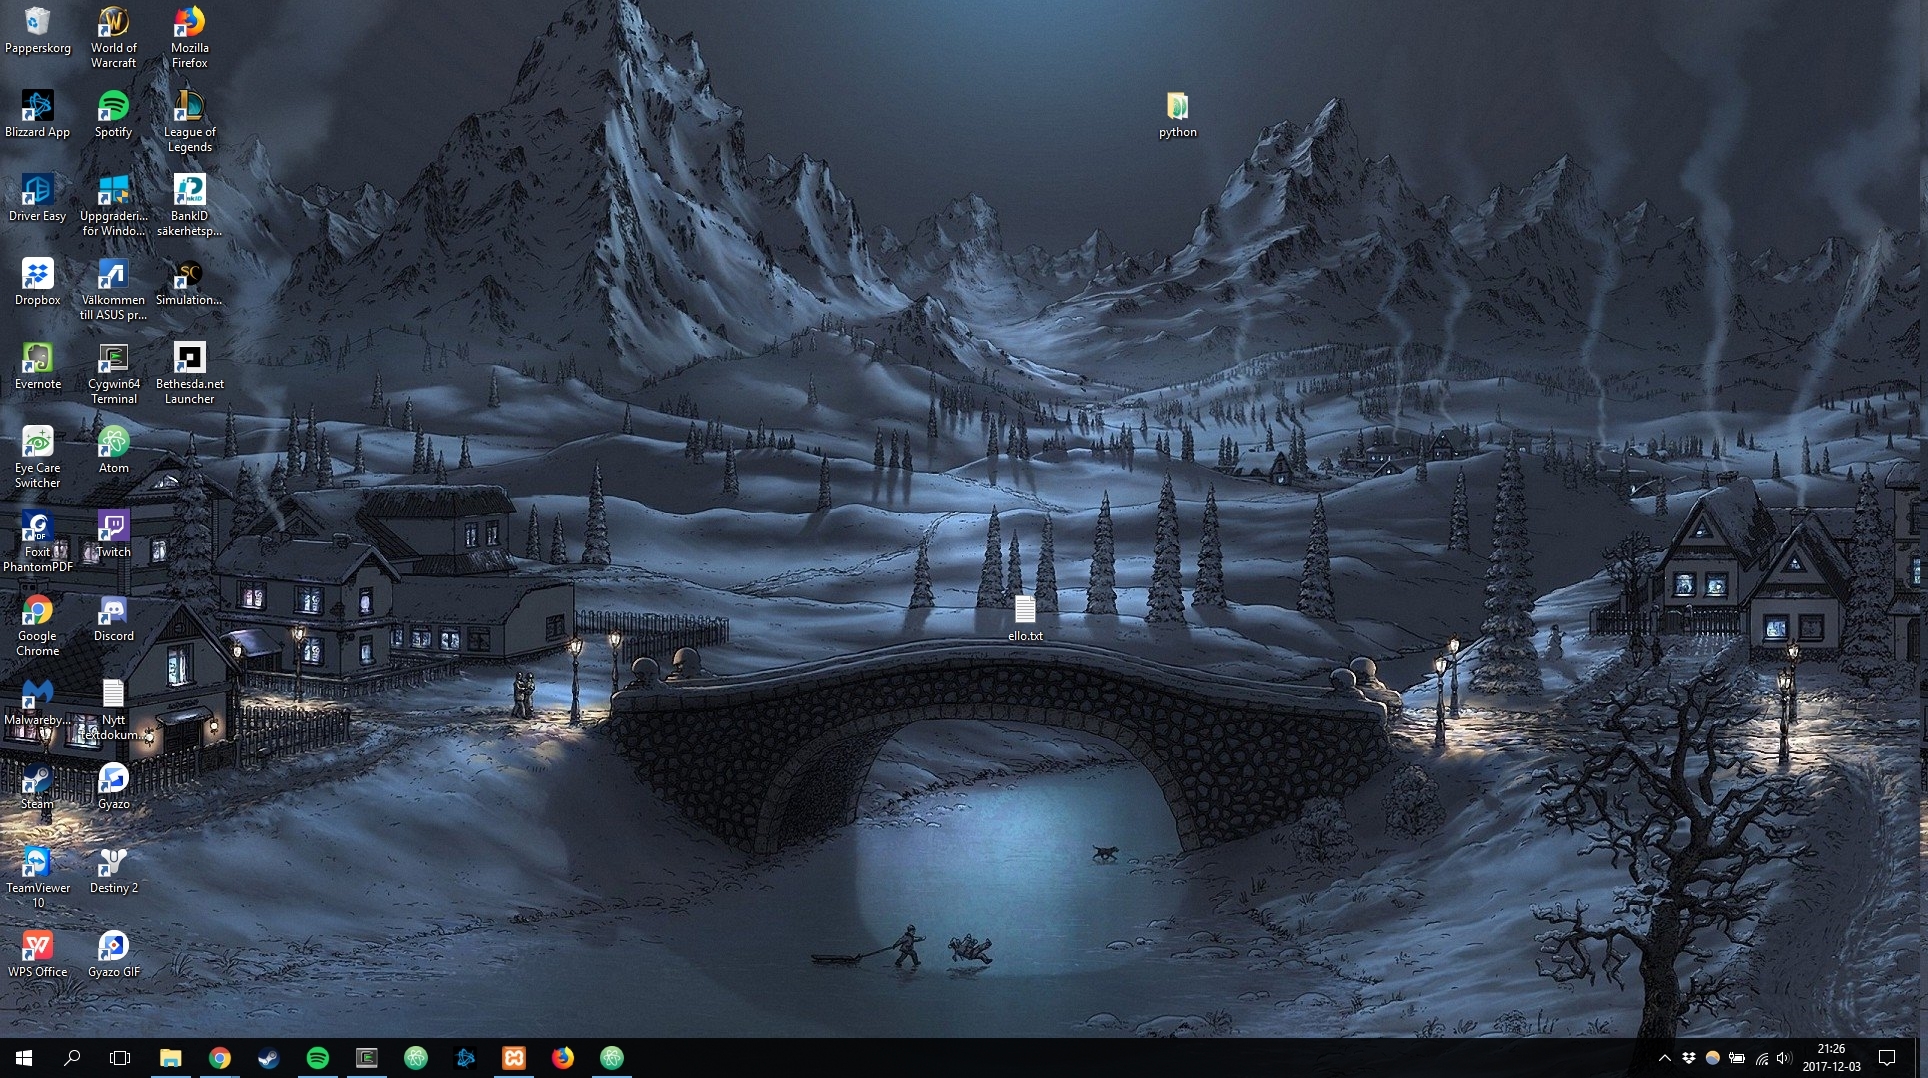 Papperskorg
World of
Warcraft
Mozilla
Firefox
Blizzard App
Spotify
League of
Legends
python
Driver Easy
Uppgraderi...
för Windo...
BankID
säkerhetsp...
Dropbox
Välkommen
till ASUS pr...
Simulation...
Evernote
Cygwin64
Terminal
Bethesda.net
Launcher
Eye Care
Switcher
Atom
Foxit
PhantomPDF
Twitch
Google
Chrome
Discord
ello.txt
Malwareby...
Nytt
textdokum...
Steam
Gyazo
TeamViewer
10
Destiny 2
WPS Office
Gyazo GIF
21:26
2017-12-03